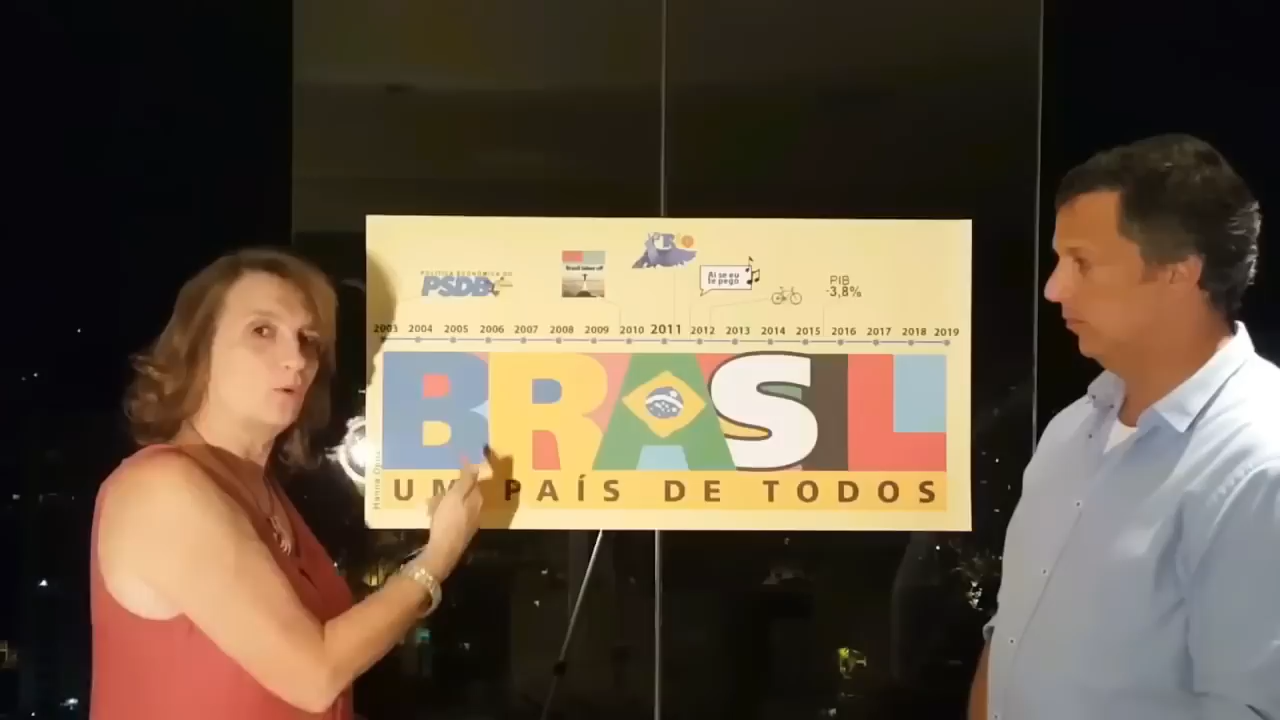 POLÍTICA ECONÔMICA DO
PSDB
Brasil takes off
Ai se eu
te pego
PIB
-3,8%
2003 2004 2005 2006 2007 2008 2009 2010 2011 2012 2013 2014 2015 2016 2017 2018 2019
BRASIL
UM PAÍS DE TODOS